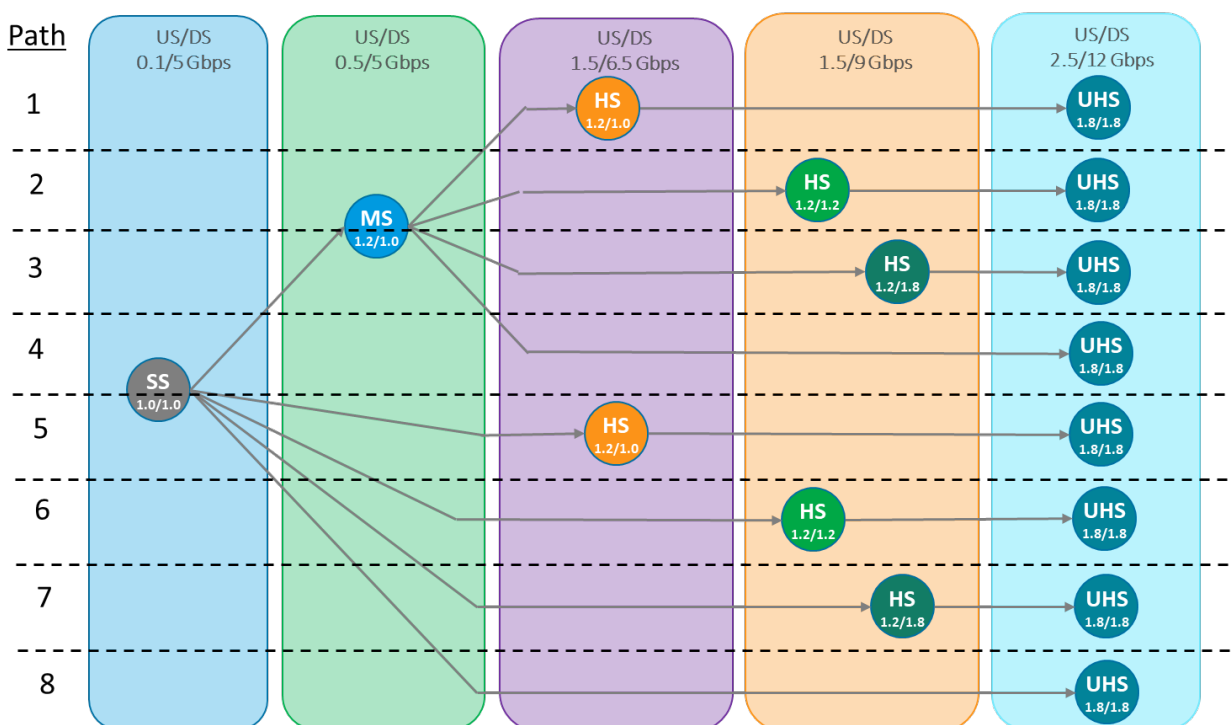 Path
US/DS
0.1/5 Gbps
US/DS
0.5/5 Gbps
US/DS
1.5/6.5 Gbps
US/DS
1.5/9 Gbps
US/DS
2.5/12 Gbps
1
HS
1.2/1.0
UHS
1.8/1.8
2
MS
1.2/1.0
HS
1.2/1.2
UHS
1.8/1.8
3
HS
1.2/1.8
UHS
1.8/1.8
4
SS
1.0/1.0
UHS
1.8/1.8
5
HS
1.2/1.0
UHS
1.8/1.8
6
HS
1.2/1.2
UHS
1.8/1.8
7
HS
1.2/1.8
UHS
1.8/1.8
8
UHS
1.8/1.8